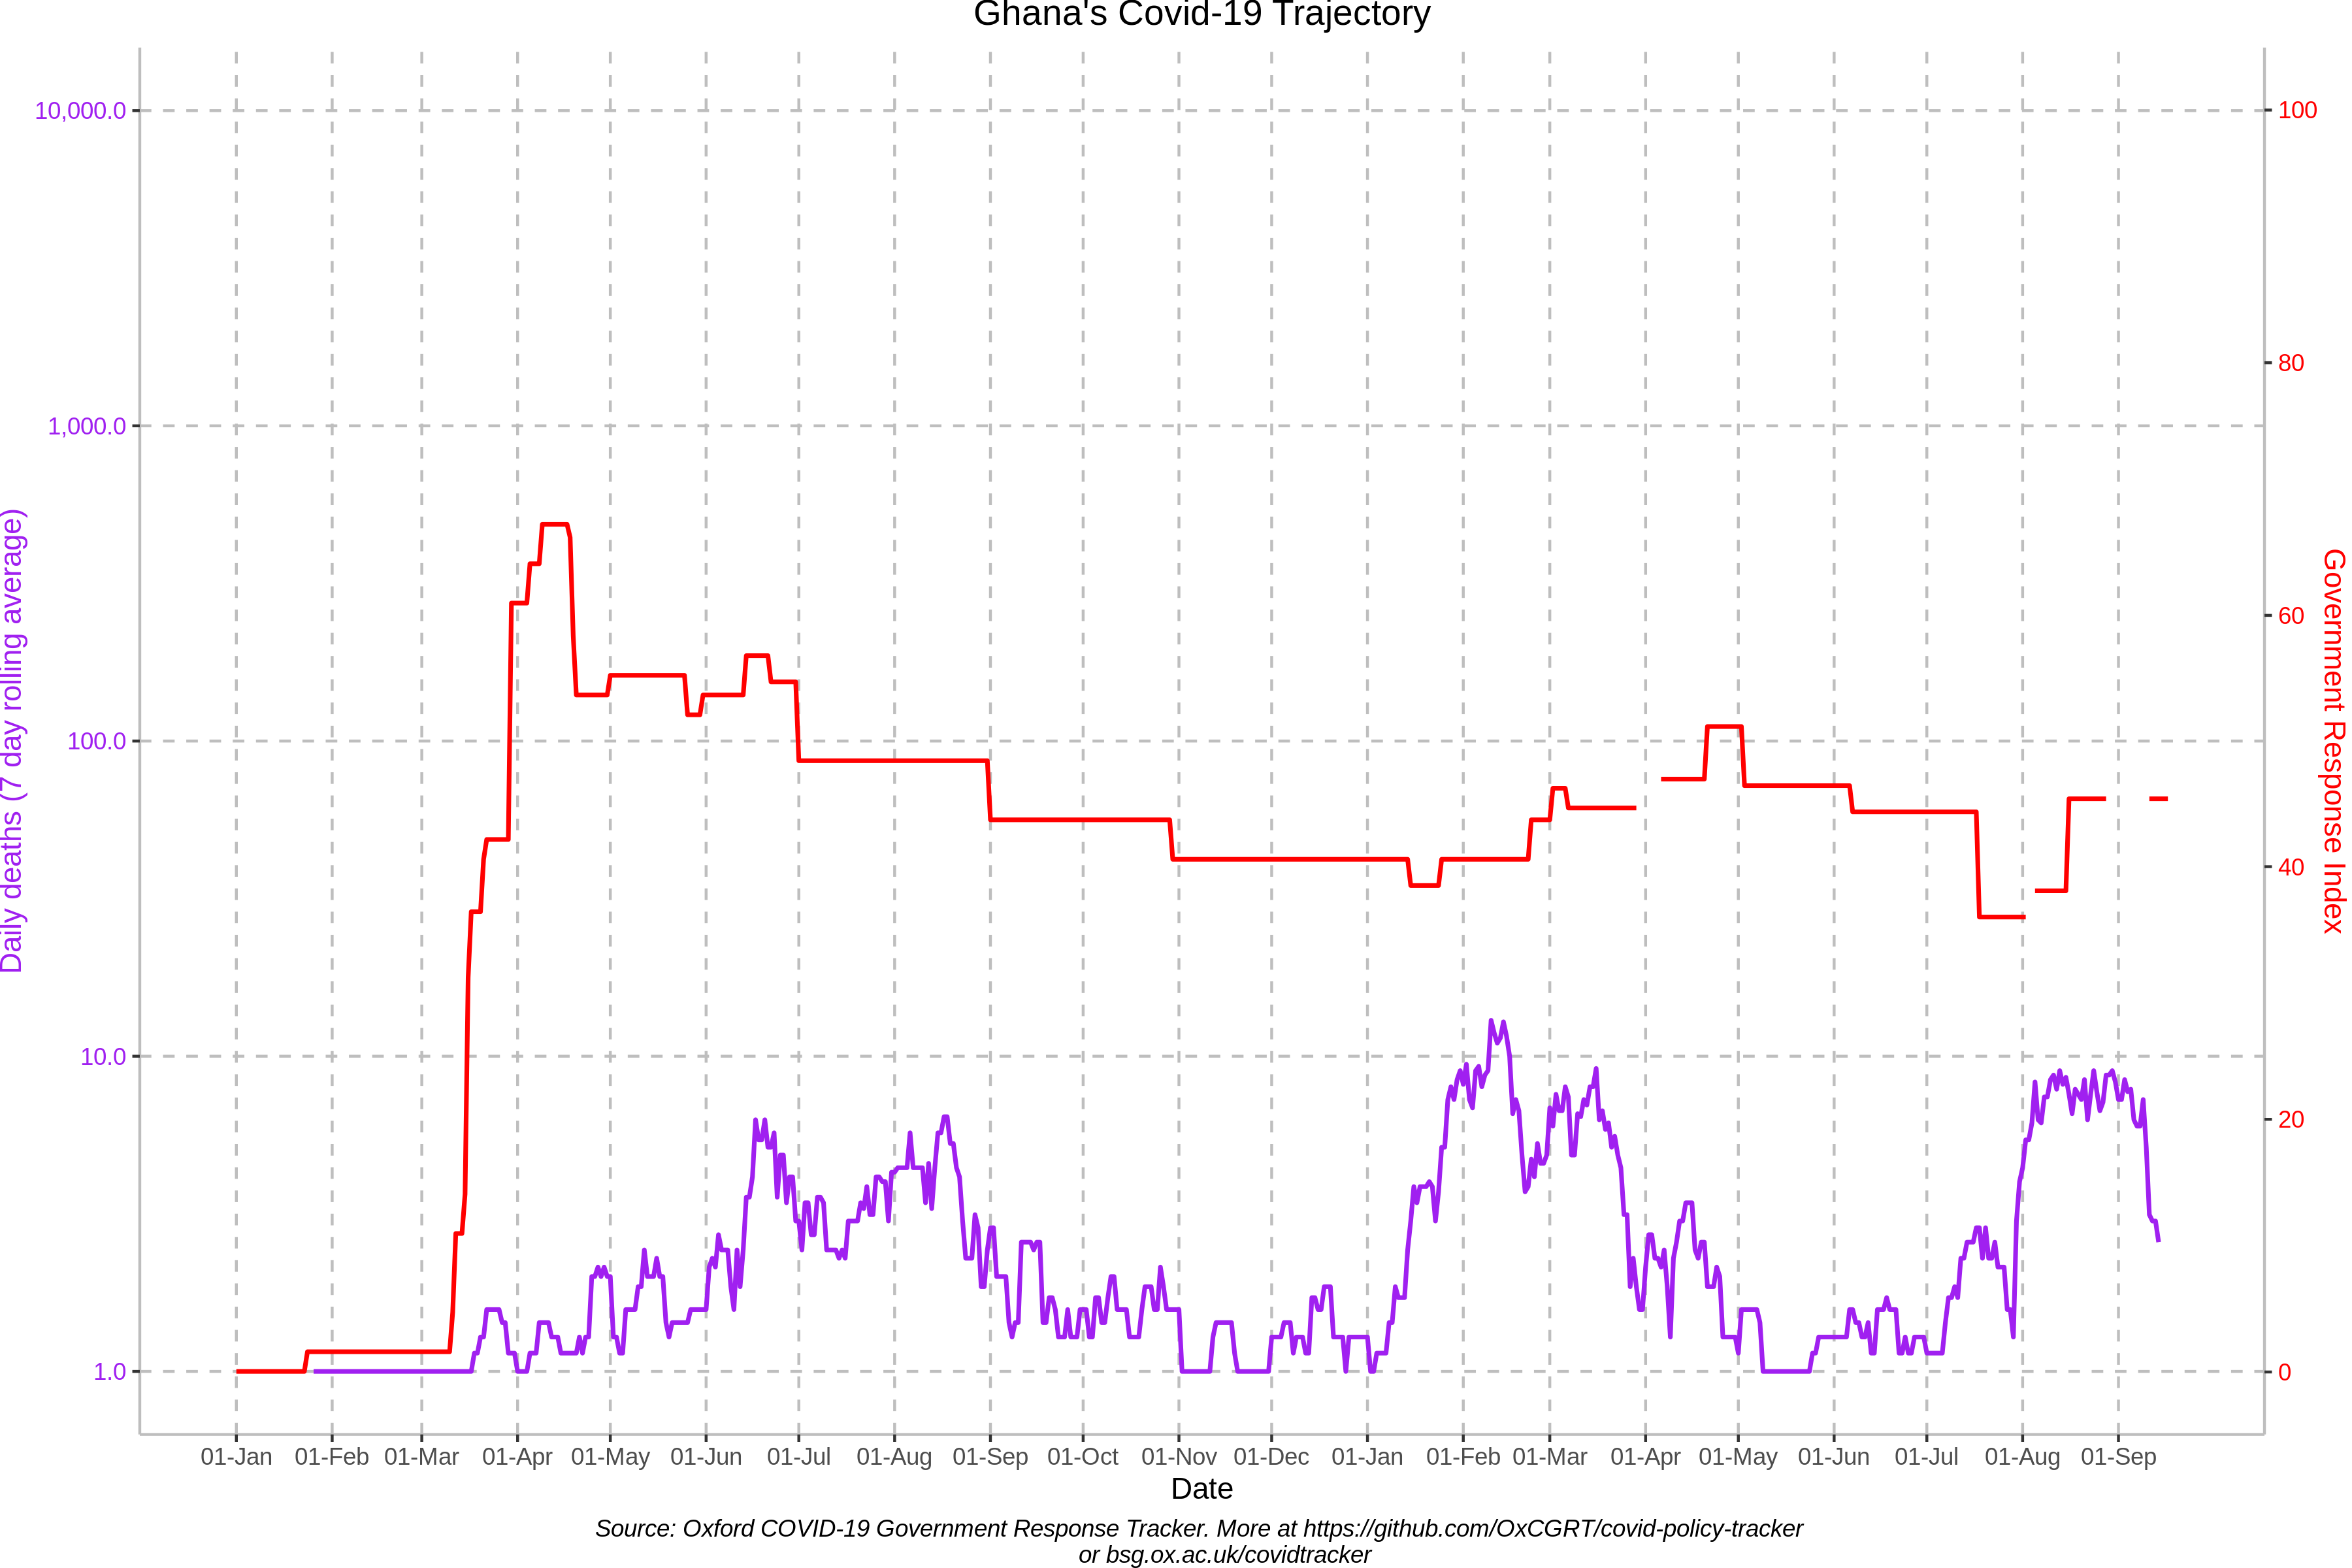 Ghana's Covid-19 Trajectory
10,000.0
1,000.0
100.0
10.0
1.0
Daily deaths (7 day rolling average)
100
80
60
40
20
0
Government Response Index
01-Jan 01-Feb 01-Mar 01-Apr 01-May 01-Jun 01-Jul 01-Aug 01-Sep 01-Oct 01-Nov 01-Dec 01-Jan 01-Feb 01-Mar 01-Apr 01-May 01-Jun 01-Jul 01-Aug 01-Sep
Date
Source: Oxford COVID-19 Government Response Tracker. More at https://github.com/OxCGRT/covid-policy-tracker
or bsg.ox.ac.uk/covidtracker